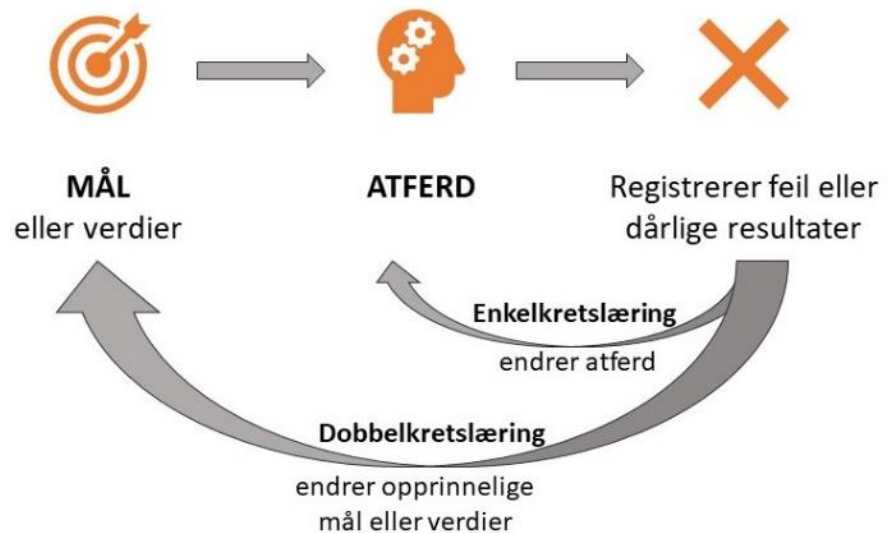 MÅL
eller verdier
ATFERD
Registrerer feil eller
dårlige resultater
Enkelkretslæring
endrer atferd
Dobbelkretslæring
endrer opprinnelige
mål eller verdier